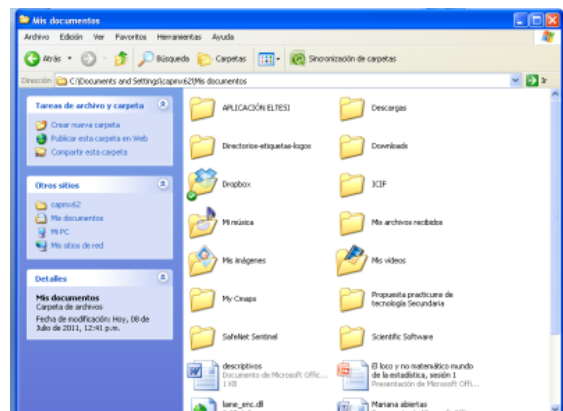 Mis documentos
Archivo Edición Ver Favoritos Herramientas Ayuda
Atrás Búsqueda Carpetas Sincronización de carpetas
Dirección C:\Documents and Settings\capnvx62\Mis documentos Ir
Tareas de archivo y carpeta
Crear nueva carpeta
Publicar esta carpeta en Web
Compartir esta carpeta
Otros sitios
Mis documentos
Mi PC
Mis sitios de red
Detalles
Mis documentos
Carpeta de archivos
Fecha de modificación: Hoy, 08 de
Julio de 2011, 12:41 p.m.
APLICACIÓN ELTESI
Descargas
Directorios-etiquetas-logos
Downloads
Dropbox
JCIF
Mi música
Mis archivos recibidos
Mis imágenes
Mis vídeos
My Cmaps
Propuesta practicum de
tecnología Secundaria
SafeNet Sentinel
Scientific Software
descriptivos
Documento de Microsoft Offic...
1 KB
El loco y no matemático mundo
de la estadística, sesión 1
Presentación de Microsoft Offi...
lame_enc.dll
Mariana abiertas